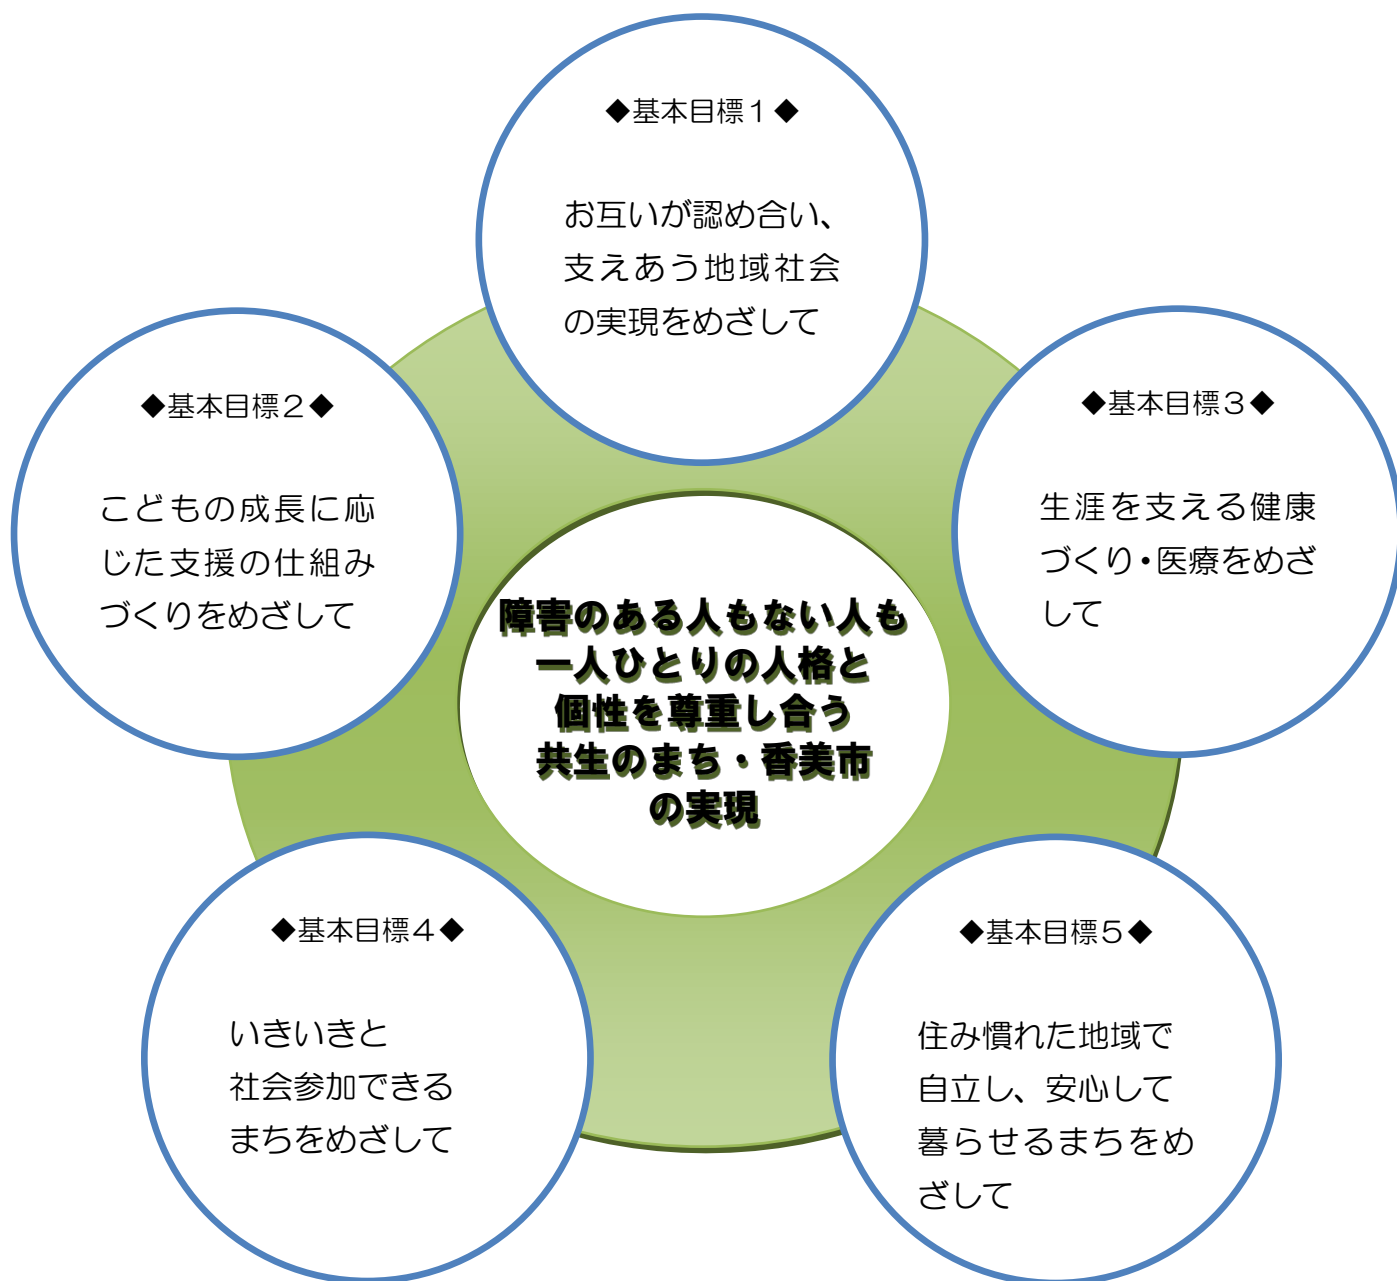 ◆基本目標１◆
お互いが認め合い、
支えあう地域社会
の実現をめざして
◆基本目標２◆
こどもの成長に応
じた支援の仕組み
づくりをめざして
◆基本目標３◆
生涯を支える健康
づくり・医療をめざ
して
障害のある人もない人も
一人ひとりの人格と
個性を尊重し合う
共生のまち・香美市
の実現
◆基本目標４◆
いきいきと
社会参加できる
まちをめざして
◆基本目標５◆
住み慣れた地域で
自立し、安心して
暮らせるまちをめ
ざして